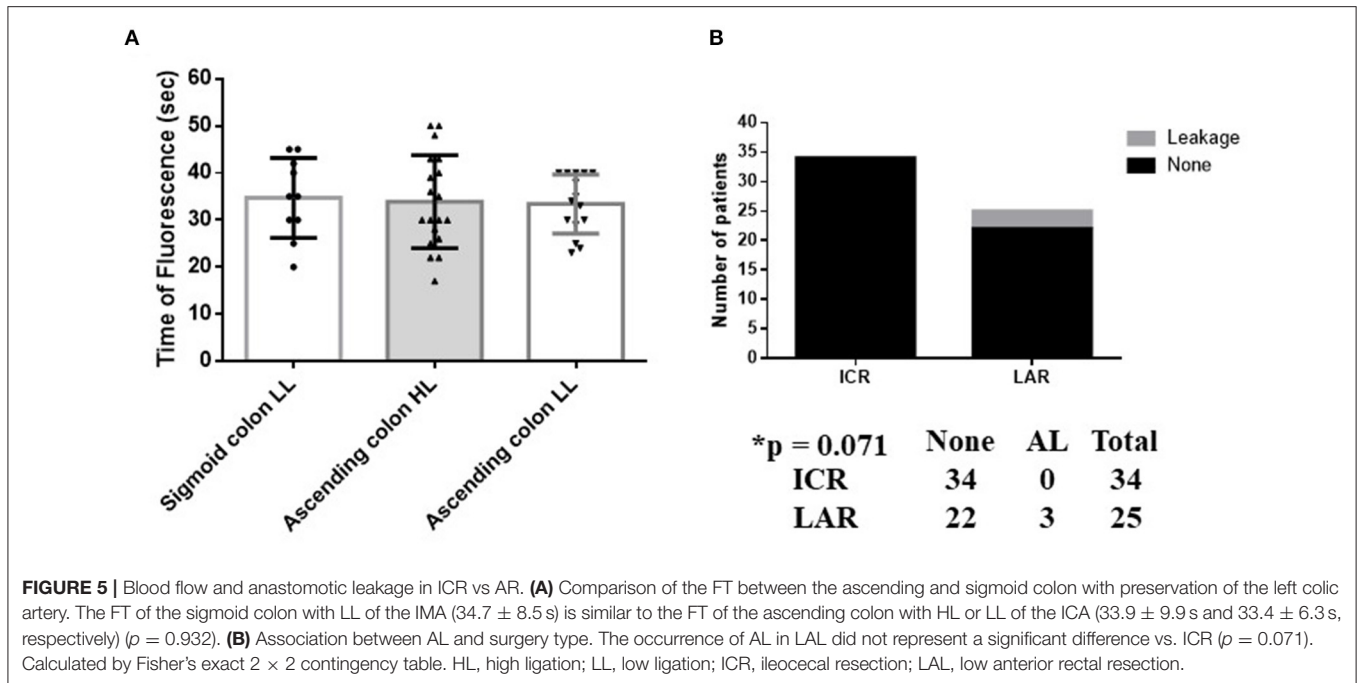 A
Time of Fluorescence (sec)
60
50
40
30
20
10
0
Sigmoid colon LL
Ascending colon HL
Ascending colon LL
B
Number of patients
40
35
30
25
20
15
10
5
0
ICR
LAR
Leakage
None
*p = 0.071 None AL Total
ICR 34 0 34
LAR 22 3 25
FIGURE 5 | Blood flow and anastomotic leakage in ICR vs AR. (A) Comparison of the FT between the ascending and sigmoid colon with preservation of the left colic
artery. The FT of the sigmoid colon with LL of the IMA (34.7 ± 8.5 s) is similar to the FT of the ascending colon with HL or LL of the ICA (33.9 ± 9.9 s and 33.4 ± 6.3 s,
respectively) (p = 0.932). (B) Association between AL and surgery type. The occurrence of AL in LAL did not represent a significant difference vs. ICR (p = 0.071).
Calculated by Fisher's exact 2 × 2 contingency table. HL, high ligation; LL, low ligation; ICR, ileocecal resection; LAL, low anterior rectal resection.